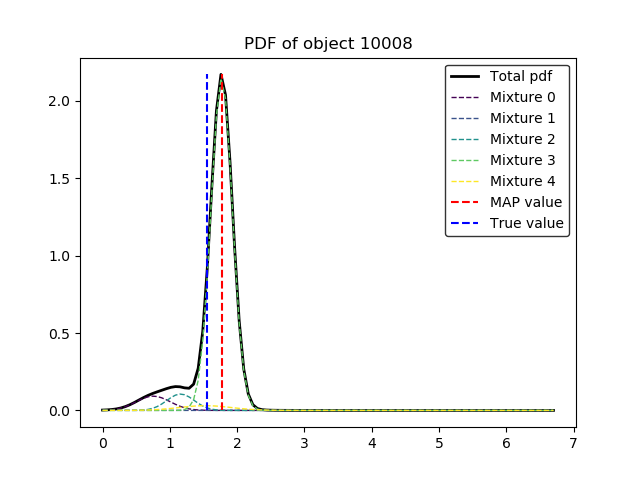 PDF of object 10008
Total pdf
Mixture 0
Mixture 1
Mixture 2
Mixture 3
Mixture 4
MAP value
True value
2.0
1.5
1.0
0.5
0.0
0 1 2 3 4 5 6 7